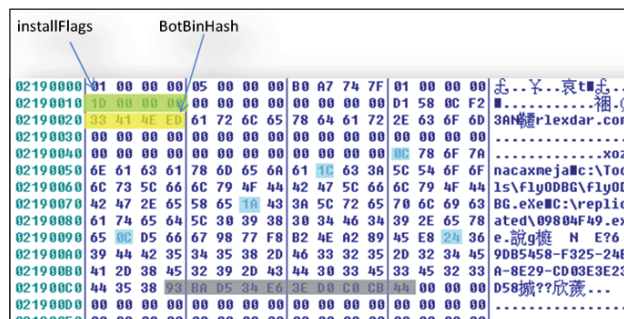 installFlags BotBinHash
02190000 01 00 00 00 05 00 00 00 B0 A7 74 7F 01 00 00 00
02190010 1D 00 00 00 00 00 00 00 00 00 00 00 D1 58 0C F2
02190020 33 41 4E ED 61 72 6C 65 78 64 61 72 2E 63 6F 6D
02190030 00 00 00 00 00 00 00 00 00 00 00 00 00 00 00 00 ................
02190040 00 00 00 00 00 00 00 00 00 00 00 00 0C 78 6F 7A .............xoz
02190050 6E 61 63 61 78 6D 65 6A 61 1C 63 3A 5C 54 6F 6F nacaxmeja■c:\Too
02190060 6C 73 5C 66 6C 79 4F 44 42 47 5C 66 6C 79 4F 44 ls\flyODBG\flyOD
02190070 42 47 2E 65 58 65 1A 43 3A 5C 72 65 70 6C 69 63 BG.eXe■C:\replic
02190080 61 74 65 64 5C 30 39 38 30 34 46 34 39 2E 65 78 ated\09804F49.ex
02190090 65 0C D5 66 67 98 77 F8 B2 4E A2 89 45 E8 24 36
021900A0 39 44 42 35 34 35 38 2D 46 33 32 35 2D 32 34 45 9DB5458-F325-24E
021900B0 41 2D 38 45 32 39 2D 43 44 30 33 45 33 45 32 33 A-8E29-CD03E3E23
021900C0 44 35 38 93 BA D5 34 E6 3E D0 C0 CB 44 00 00 00
021900D0 00 00 00 00 00 00 00 00 00 00 00 00 00 00 00 00 ................